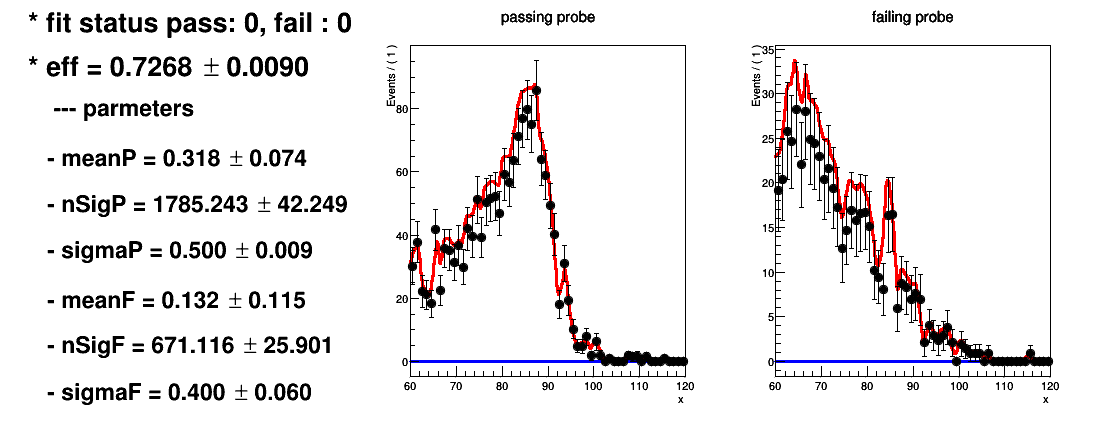 * fit status pass: 0, fail : 0
* eff = 0.7268 ± 0.0090
--- parmeters
- meanP = 0.318 ± 0.074
- nSigP = 1785.243 ± 42.249
- sigmaP = 0.500 ± 0.009
- meanF = 0.132 ± 0.115
- nSigF = 671.116 ± 25.901
- sigmaF = 0.400 ± 0.060
passing probe
Events / ( 1 )
80
60
40
20
0
60 70 80 90 100 110 120
x
failing probe
Events / ( 1 )
35
30
25
20
15
10
5
0
60 70 80 90 100 110 120
x